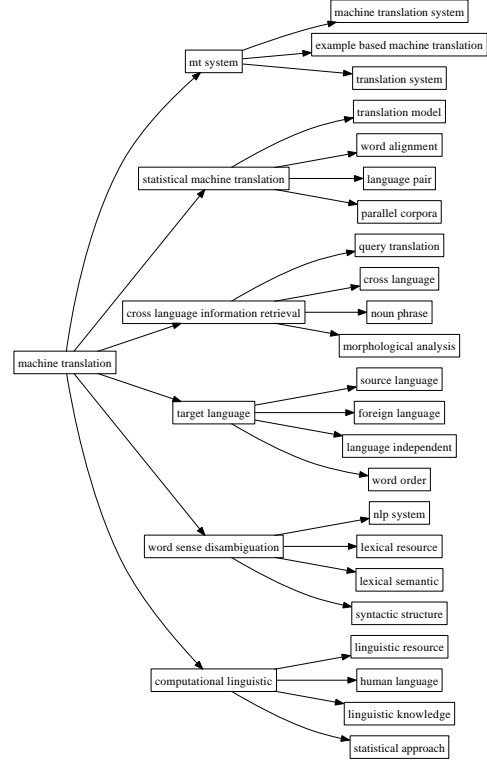 machine translation system
mt system
example based machine translation
translation system
translation model
word alignment
statistical machine translation
language pair
parallel corpora
query translation
cross language
cross language information retrieval
noun phrase
morphological analysis
machine translation
source language
target language
foreign language
language independent
word order
nlp system
word sense disambiguation
lexical resource
lexical semantic
syntactic structure
linguistic resource
computational linguistic
human language
linguistic knowledge
statistical approach